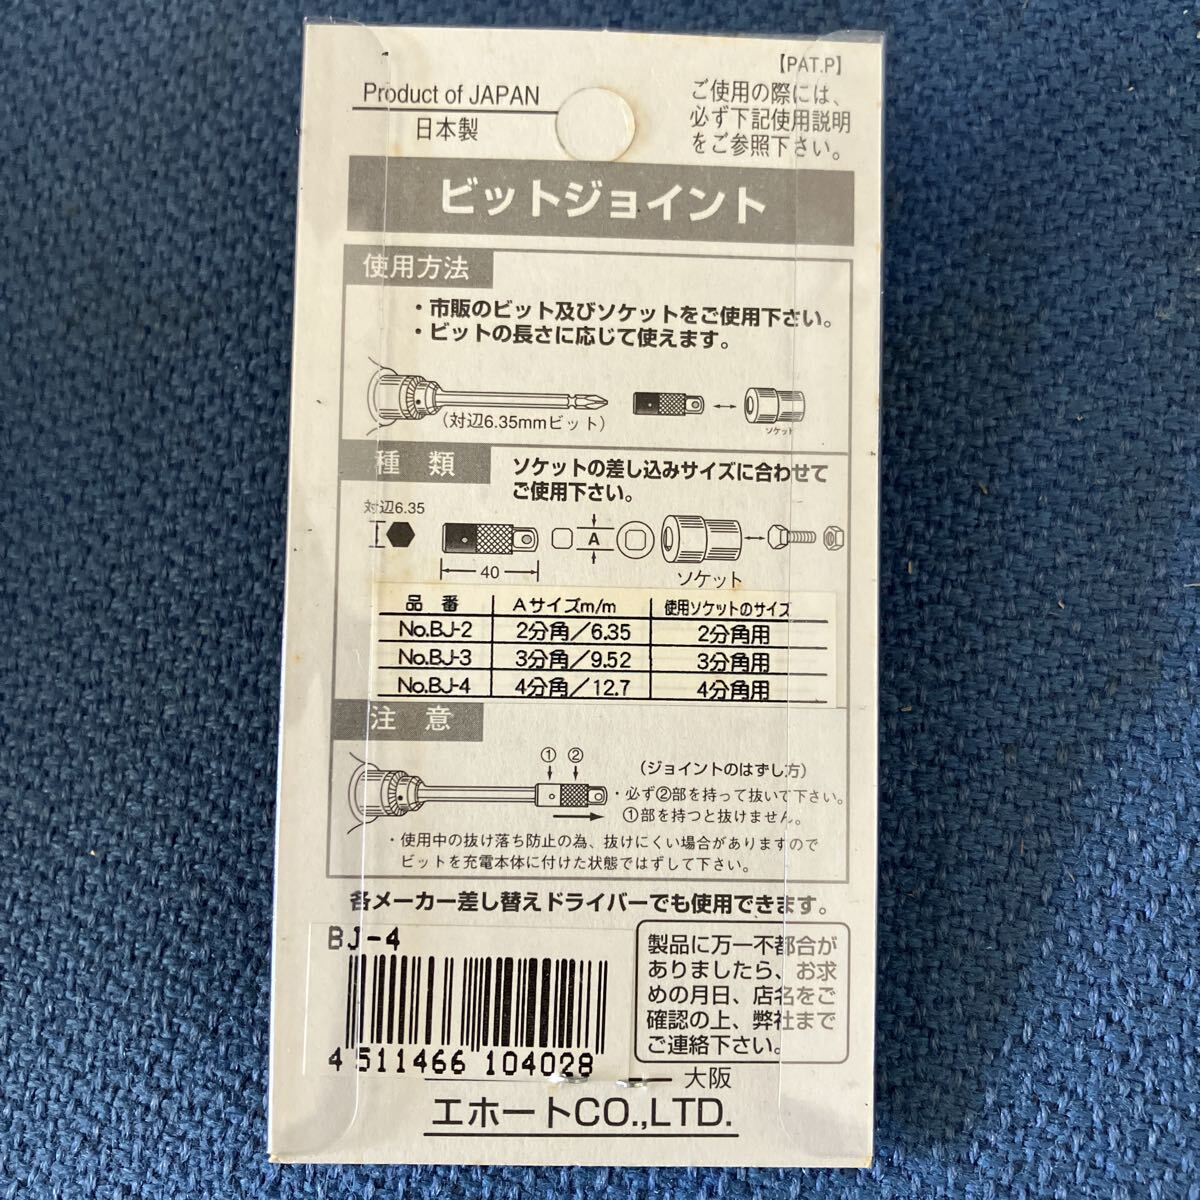 【PAT.P】
Product of JAPAN
日本製
ご使用の際には、
必ず下記使用説明
をご参照下さい。
ビットジョイント
使用方法
・市販のビット及びソケットをご使用下さい。
・ビットの長さに応じて使えます。
(対辺6.35mmビット)
ソケット
種 類
ソケットの差し込みサイズに合わせて
ご使用下さい。
対辺6.35
A
40
ソケット
品 番 Aサイズm/m 使用ソケットのサイズ
No.BJ-2 2分角/6.35 2分角用
No.BJ-3 3分角/9.52 3分角用
No.BJ-4 4分角/12.7 4分角用
注 意
① ②
(ジョイントのはずし方)
・必ず②部を持って抜いて下さい。
①部を持つと抜けません。
・使用中の抜け落ち防止の為、抜けにくい場合がありますので
ビットを充電本体に付けた状態ではずして下さい。
各メーカー差し替えドライバーでも使用できます。
BJ-4
4 511466 104028
製品に万一不都合が
ありましたら、お求
めの月日、店名をご
確認の上、弊社まで
ご連絡下さい。
大阪
エホートCO.,LTD.